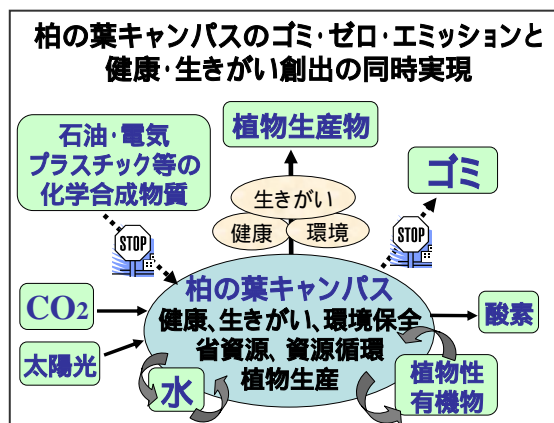 柏の葉キャンパスのゴミ･ゼロ･エミッションと
健康･生きがい創出の同時実現
石油･電気
プラスチック等の
化学合成物質
植物生産物
ゴミ
生きがい
健康
環境
STOP
STOP
柏の葉キャンパス
健康、生きがい、環境保全
省資源、資源循環
植物生産
CO2
太陽光
酸素
水
植物性
有機物